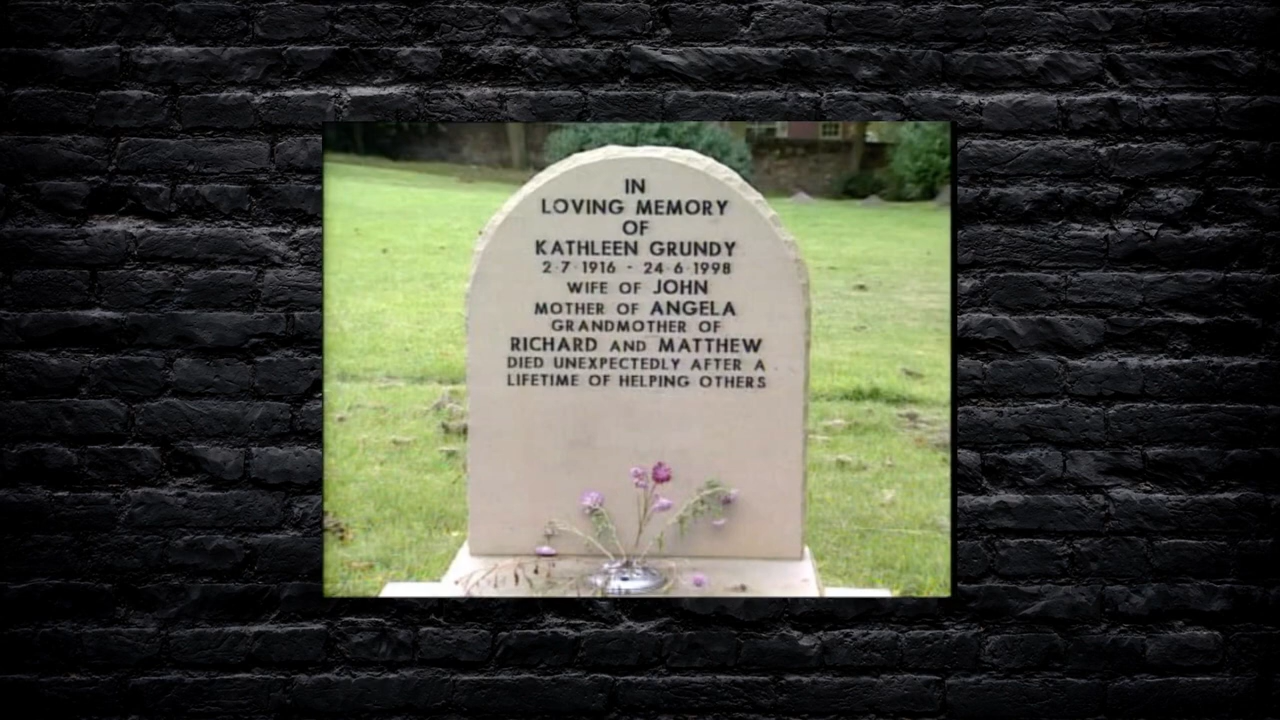 IN
LOVING MEMORY
OF
KATHLEEN GRUNDY
2·7·1916 - 24·6·1998
WIFE OF JOHN
MOTHER OF ANGELA
GRANDMOTHER OF
RICHARD AND MATTHEW
DIED UNEXPECTEDLY AFTER A
LIFETIME OF HELPING OTHERS